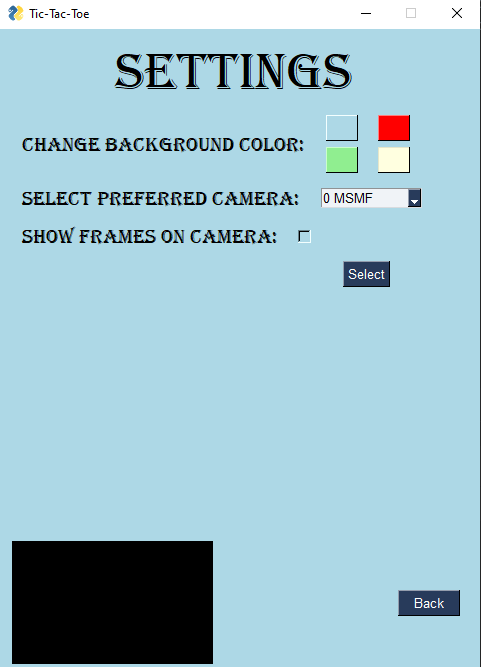 Tic-Tac-Toe
SETTINGS
CHANGE BACKGROUND COLOR:
SELECT PREFERRED CAMERA: 0 MSMF
SHOW FRAMES ON CAMERA:
Select
Back